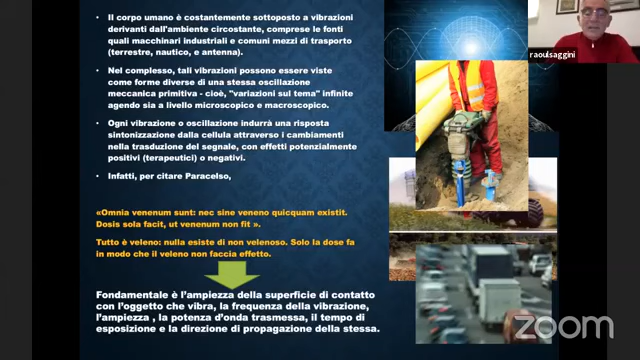 • Il corpo umano è costantemente sottoposto a vibrazioni
derivanti dall'ambiente circostante, comprese le fonti
quali macchinari industriali e comuni mezzi di trasporto
(terrestre, nautico, e antenna).
• Nel complesso, tali vibrazioni possono essere viste
come forme diverse di una stessa oscillazione
meccanica primitiva - cioè, "variazioni sul tema" infinite
agendo sia a livello microscopico e macroscopico.
• Ogni vibrazione o oscillazione indurrà una risposta
sintonizzazione dalla cellula attraverso i cambiamenti
nella trasduzione del segnale, con effetti potenzialmente
positivi (terapeutici) o negativi.
• Infatti, per citare Paracelso,
«Omnia venenum sunt: nec sine veneno quicquam existit.
Dosis sola facit, ut venenum non fit ».
Tutto è veleno: nulla esiste di non velenoso. Solo la dose fa
in modo che il veleno non faccia effetto.
Fondamentale è l'ampiezza della superficie di contatto
con l'oggetto che vibra, la frequenza della vibrazione,
l'ampiezza , la potenza d'onda trasmessa, il tempo di
esposizione e la direzione di propagazione della stessa.
raoulsaggini
zoom